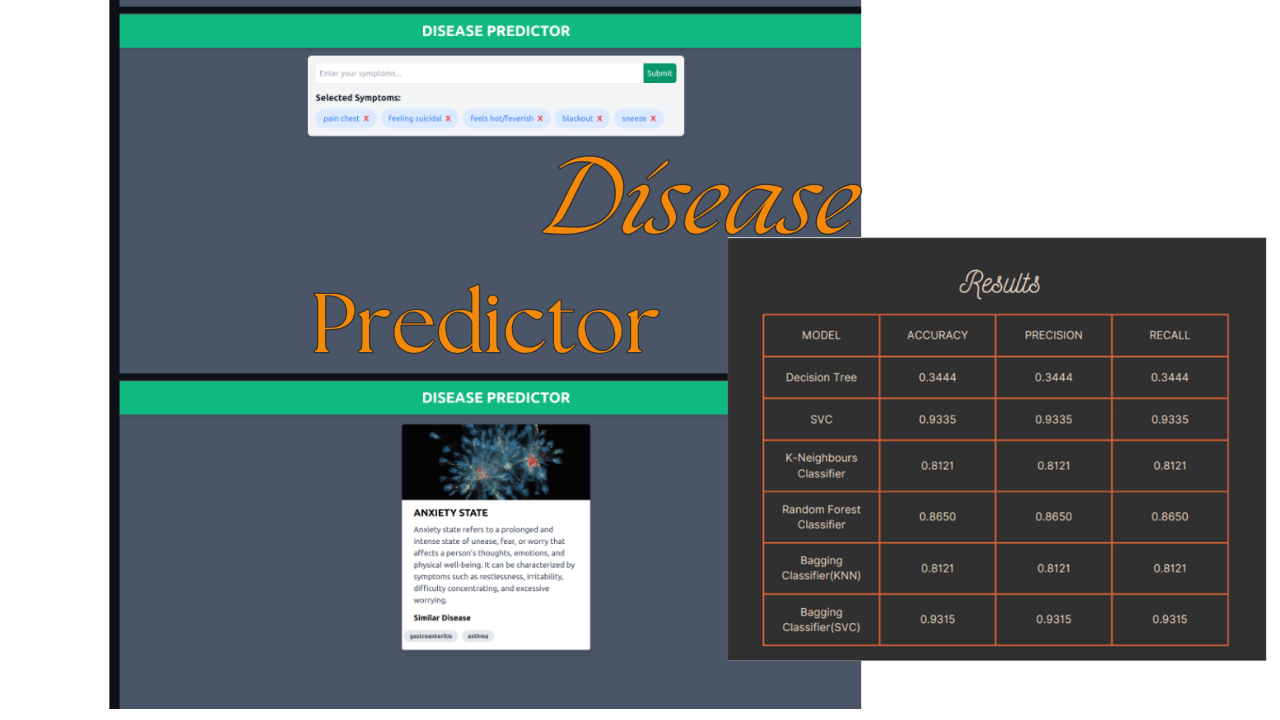 DISEASE PREDICTOR
Enter your symptoms...
Submit
Selected Symptoms:
pain chest X feeling suicidal X feels hot/feverish X blackout X sneeze X
Disease
Predictor
DISEASE PREDICTOR
ANXIETY STATE
Anxiety state refers to a prolonged and
intense state of unease, fear, or worry that
affects a person's thoughts, emotions, and
physical well-being. It can be characterized by
symptoms such as restlessness, irritability,
difficulty concentrating, and excessive
worrying.
Similar Disease
gastroenteritis asthma
Results
MODEL ACCURACY PRECISION RECALL
Decision Tree 0.3444 0.3444 0.3444
SVC 0.9335 0.9335 0.9335
K-Neighbours
Classifier 0.8121 0.8121 0.8121
Random Forest
Classifier 0.8650 0.8650 0.8650
Bagging
Classifier(KNN) 0.8121 0.8121 0.8121
Bagging
Classifier(SVC) 0.9315 0.9315 0.9315